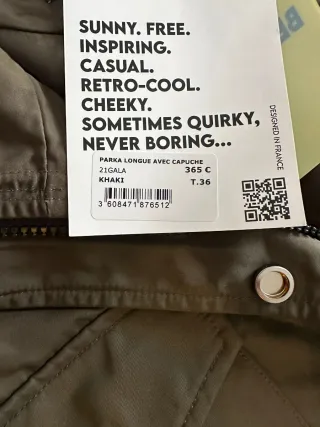 SUNNY. FREE.
INSPIRING.
CASUAL.
RETRO-COOL.
CHEEKY.
SOMETIMES QUIRKY,
NEVER BORING...
PARKA LONGUE AVEC CAPUCHE
21GALA 365 €
KHAKI T.36
3 608471 876512
DESIGNED IN FRANCE